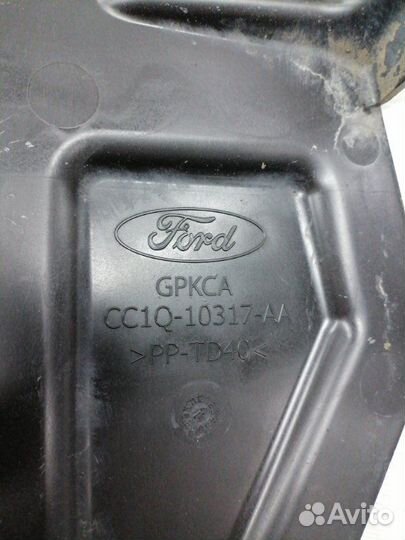 Ford
GPKCA
CC1Q-10317-AA
>PP-TD40<
Avito